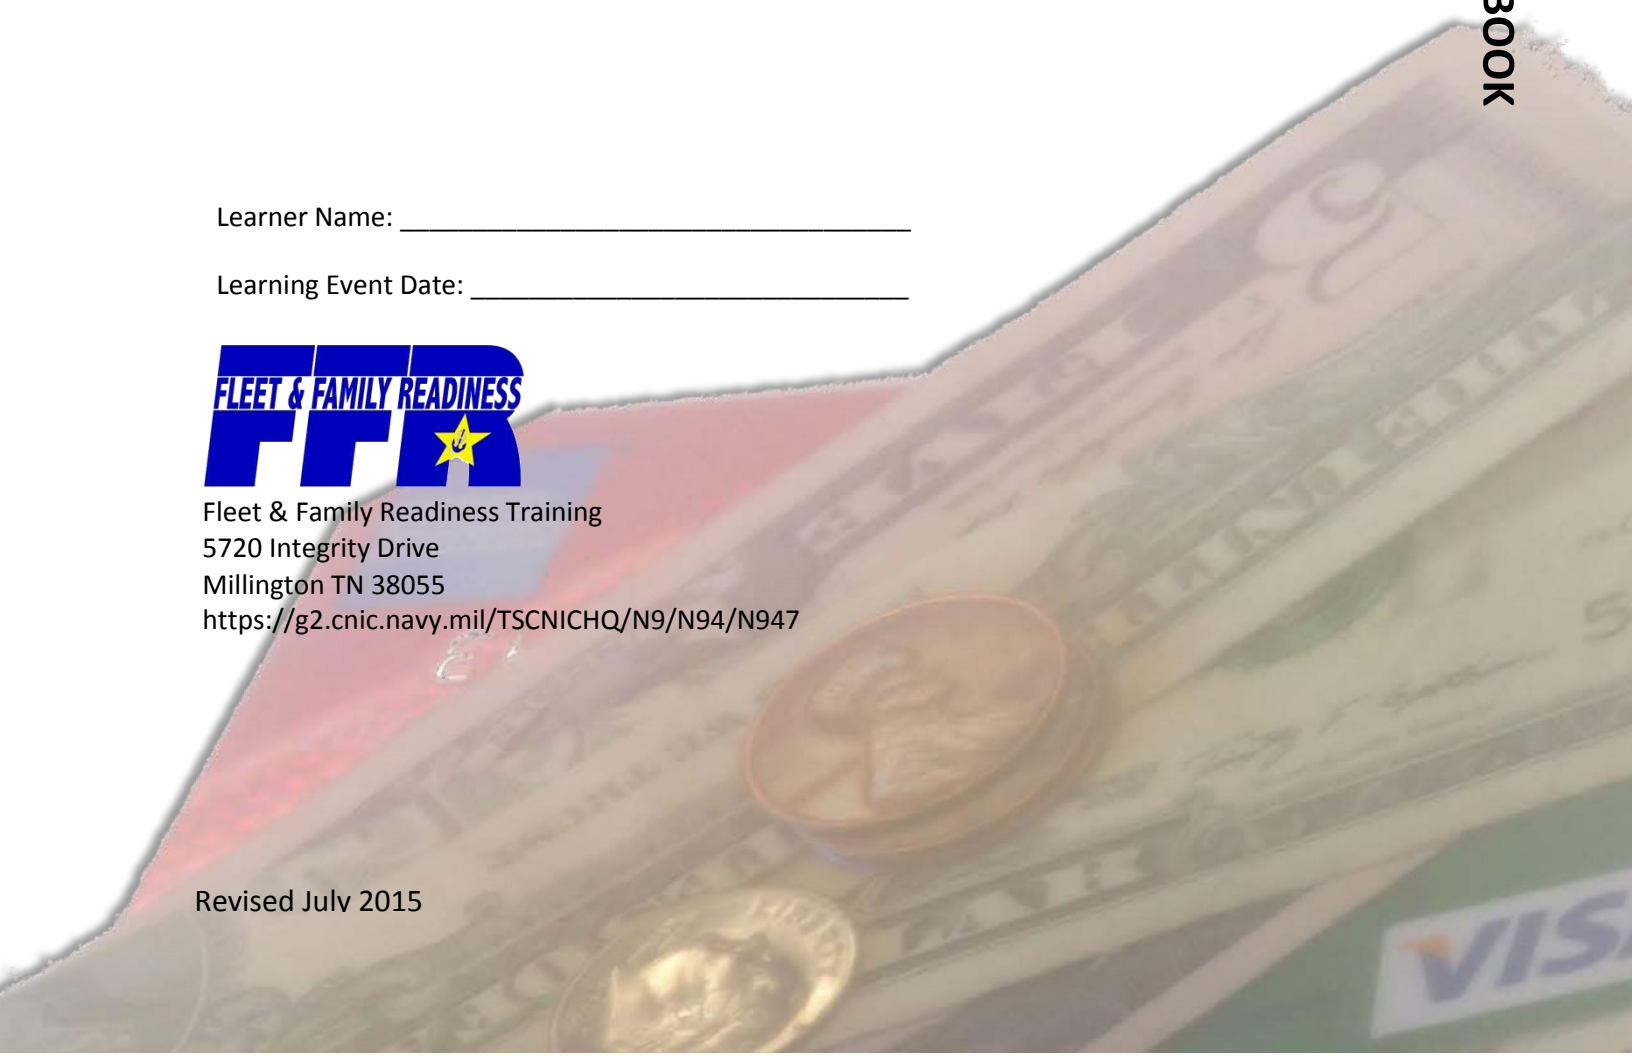 BOOK
Learner Name: ___________________________________
Learning Event Date: ______________________________
FLEET & FAMILY READINESS
FFR
Fleet & Family Readiness Training
5720 Integrity Drive
Millington TN 38055
https://g2.cnic.navy.mil/TSCNICHQ/N9/N94/N947
Revised July 2015
VIS